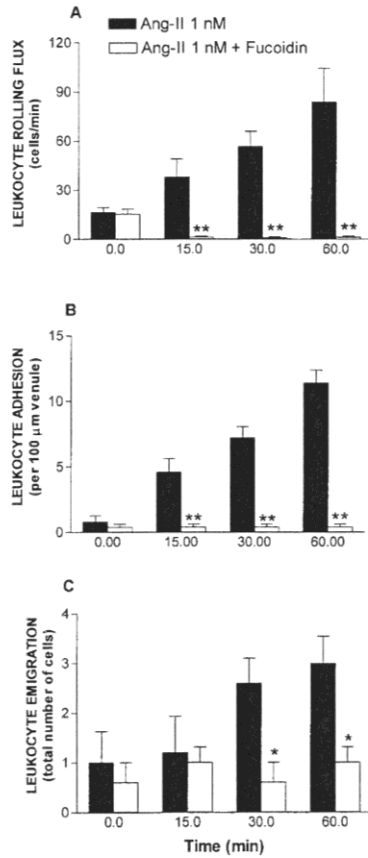 A
Ang-II 1 nM
Ang-II 1 nM + Fucoidin
LEUKOCYTE ROLLING FLUX
(cells/min)
120
90
60
30
0
** ** **
0.0 15.0 30.0 60.0
B
LEUKOCYTE ADHESION
(per 100 µm venule)
15
10
5
0
** ** **
0.00 15.00 30.00 60.00
C
LEUKOCYTE EMIGRATION
(total number of cells)
4
3
2
1
0
* *
0.0 15.0 30.0 60.0
Time (min)